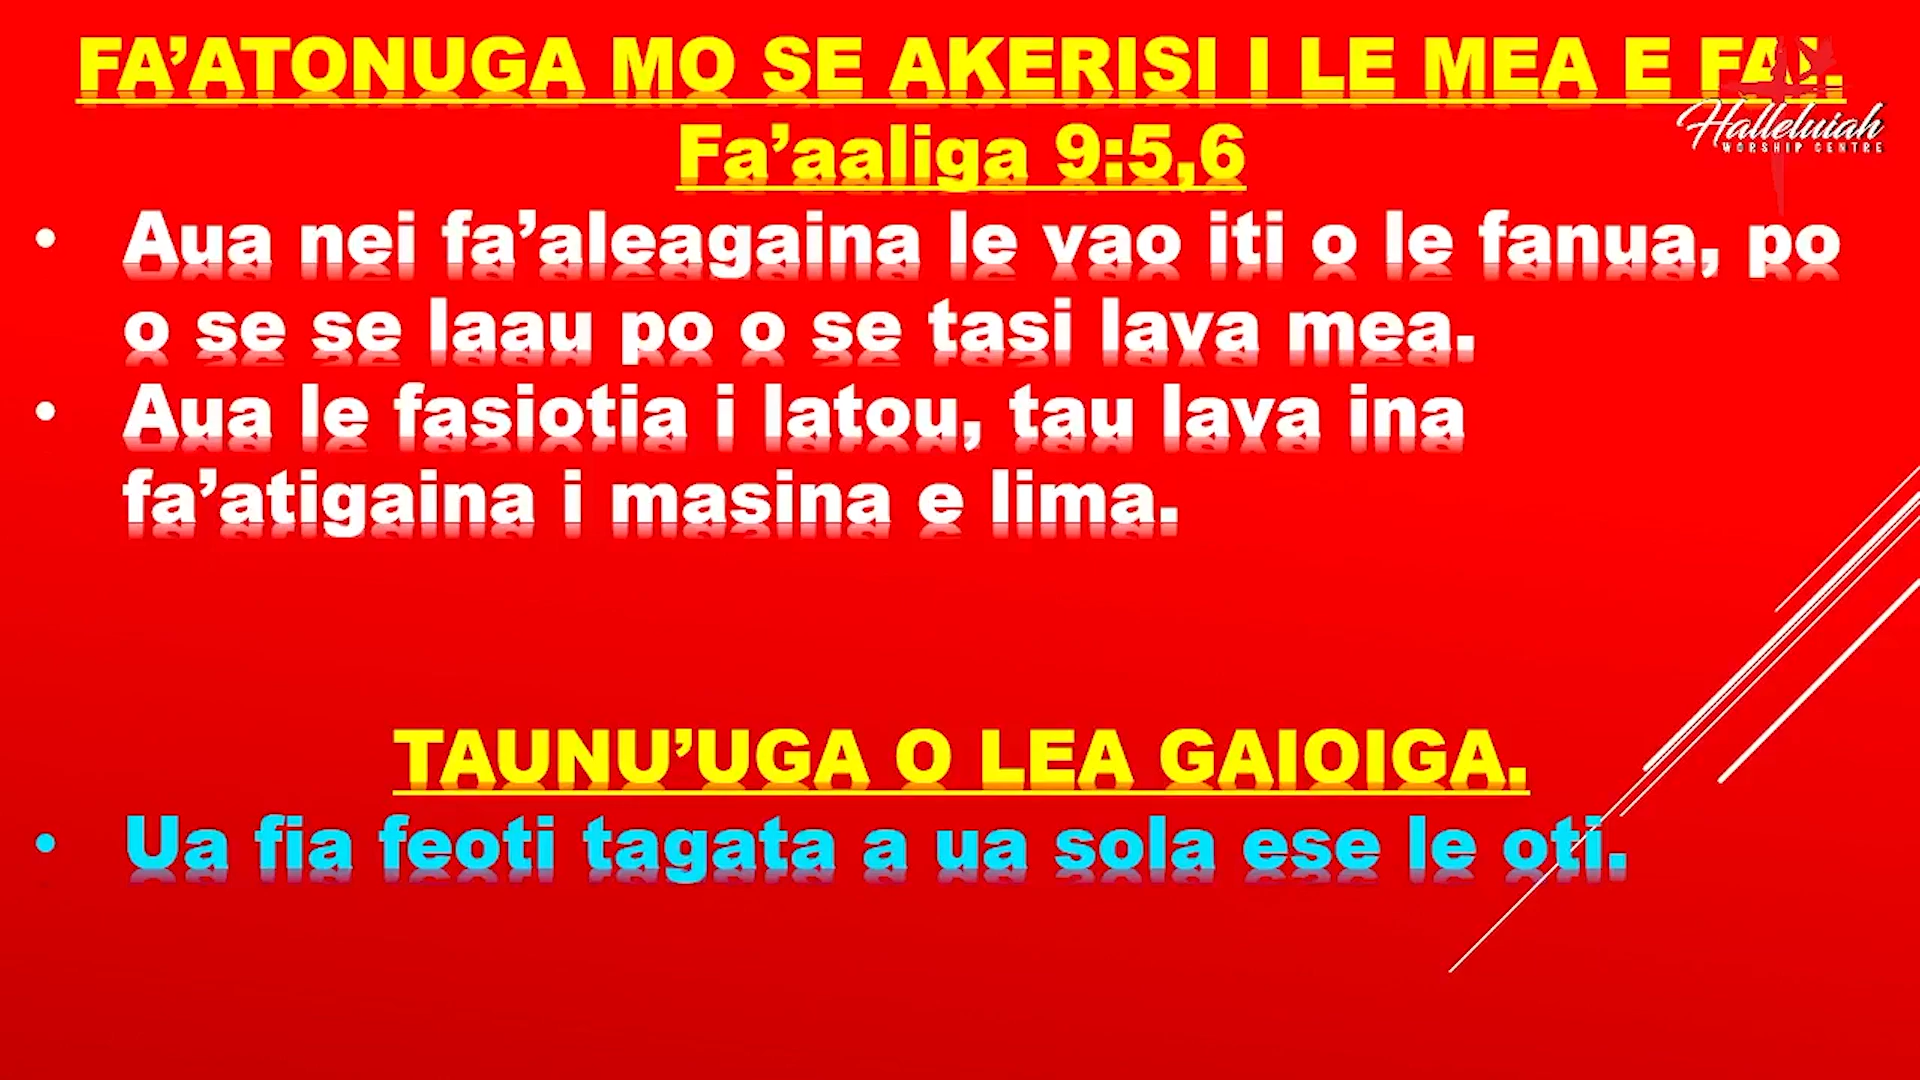 FA’ATONUGA MO SE AKERISI I LE MEA E FAI.
Fa’aaliga 9:5,6
Halleluiah
WORSHIP CENTRE
• Aua nei fa’aleagaina le vao iti o le fanua, po
o se se laau po o se tasi lava mea.
• Aua le fasiotia i latou, tau lava ina
fa’atigaina i masina e lima.
TAUNU’UGA O LEA GAIOIGA.
• Ua fia feoti tagata a ua sola ese le oti.